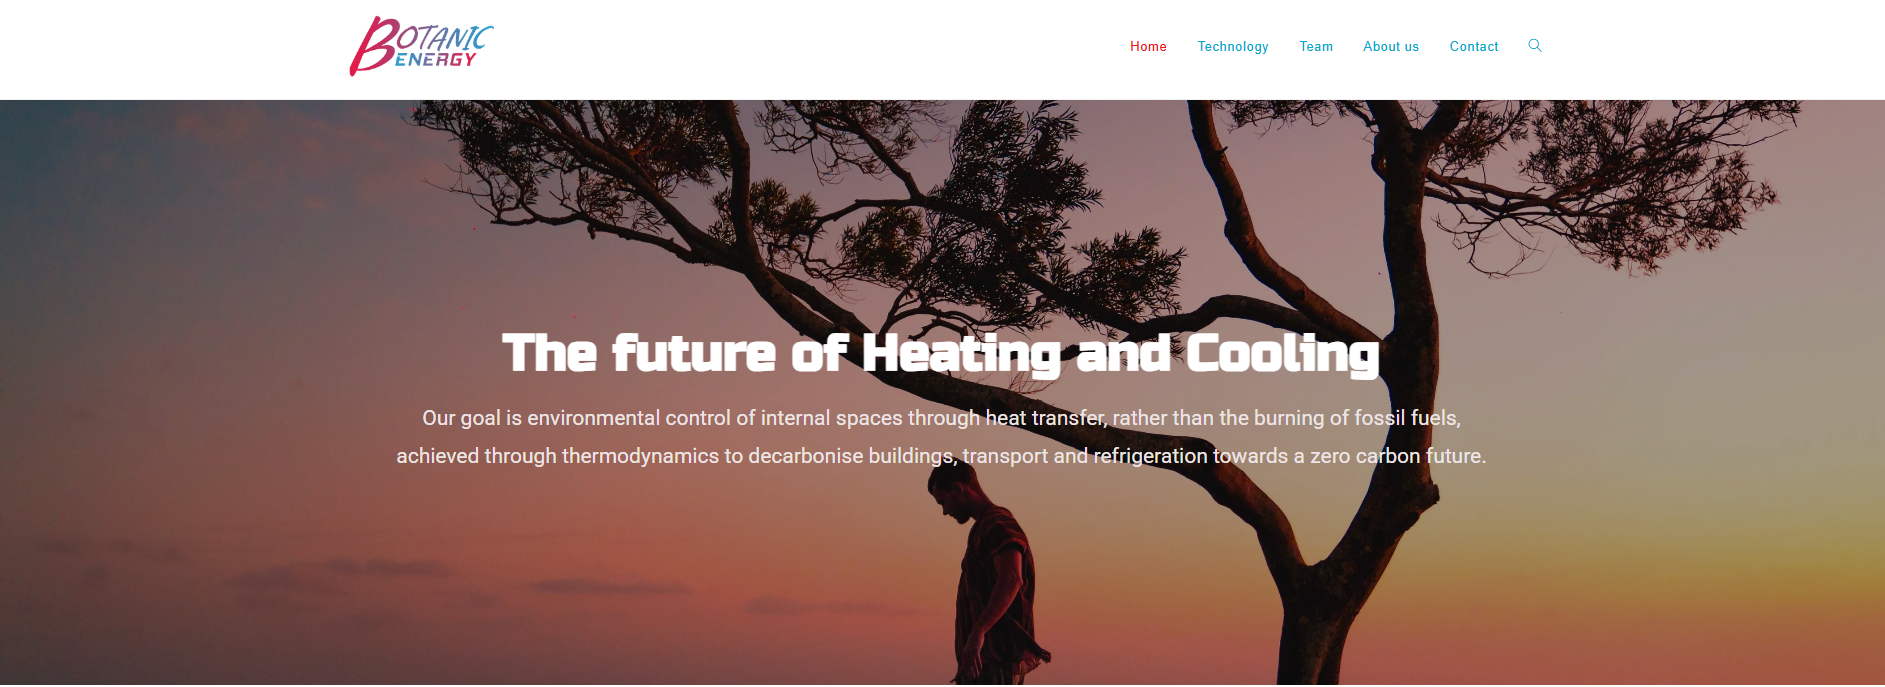 BOTANIC
ENERGY
Home Technology Team About us Contact
The future of Heating and Cooling
Our goal is environmental control of internal spaces through heat transfer, rather than the burning of fossil fuels,
achieved through thermodynamics to decarbonise buildings, transport and refrigeration towards a zero carbon future.